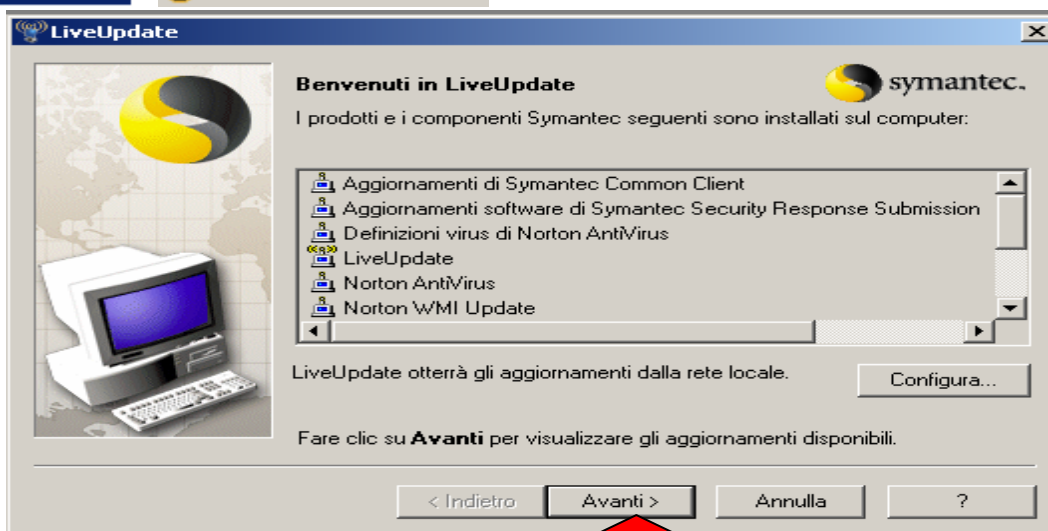 LiveUpdate
Benvenuti in LiveUpdate
symantec.
I prodotti e i componenti Symantec seguenti sono installati sul computer:
Aggiornamenti di Symantec Common Client
Aggiornamenti software di Symantec Security Response Submission
Definizioni virus di Norton AntiVirus
LiveUpdate
Norton AntiVirus
Norton WMI Update
LiveUpdate otterrà gli aggiornamenti dalla rete locale.
Configura...
Fare clic su Avanti per visualizzare gli aggiornamenti disponibili.
< Indietro
Avanti >
Annulla
?